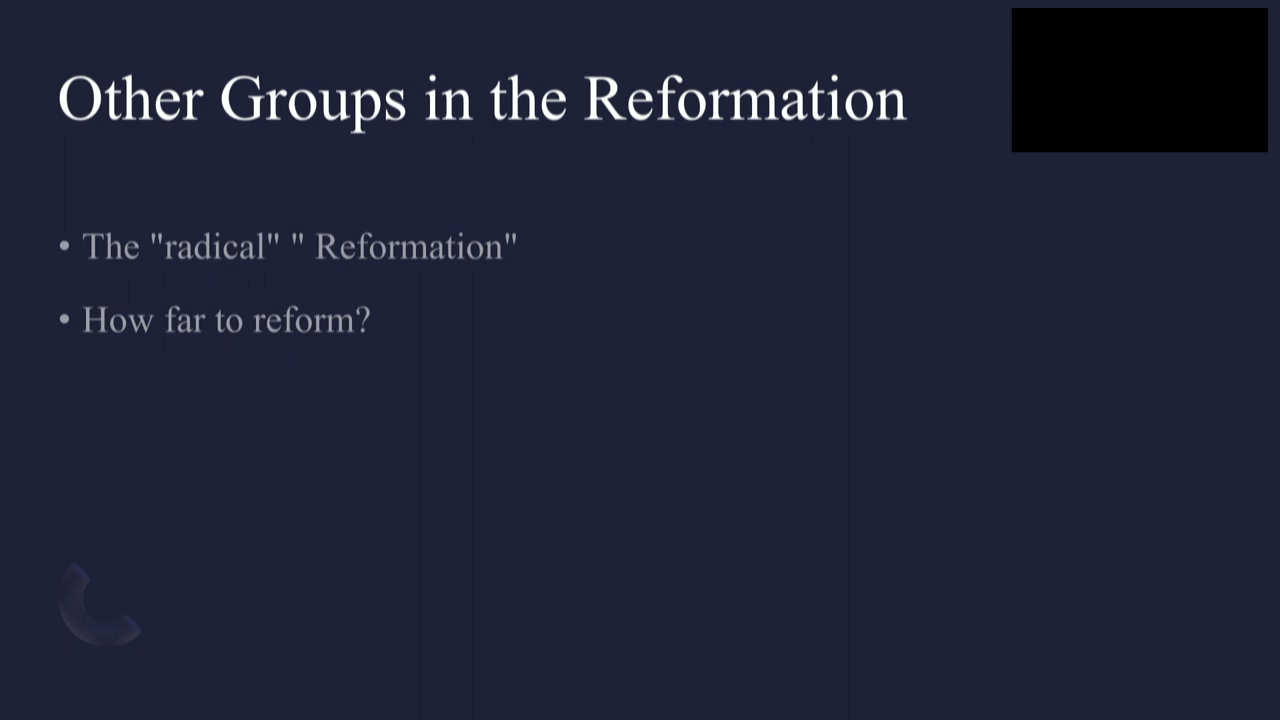 Other Groups in the Reformation
• The "radical" " Reformation"
• How far to reform?